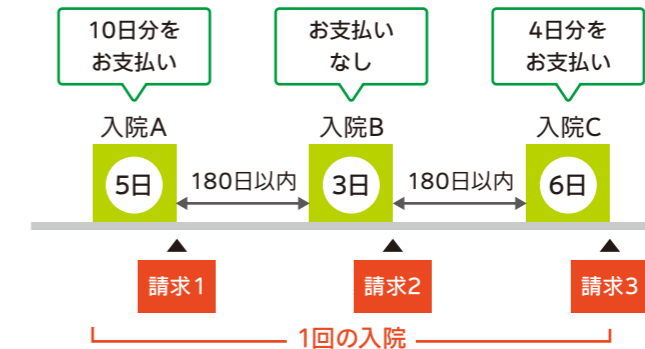 10日分を
お支払い
お支払い
なし
4日分を
お支払い
入院A
入院B
入院C
5日
180日以内
3日
180日以内
6日
請求1
請求2
請求3
1回の入院